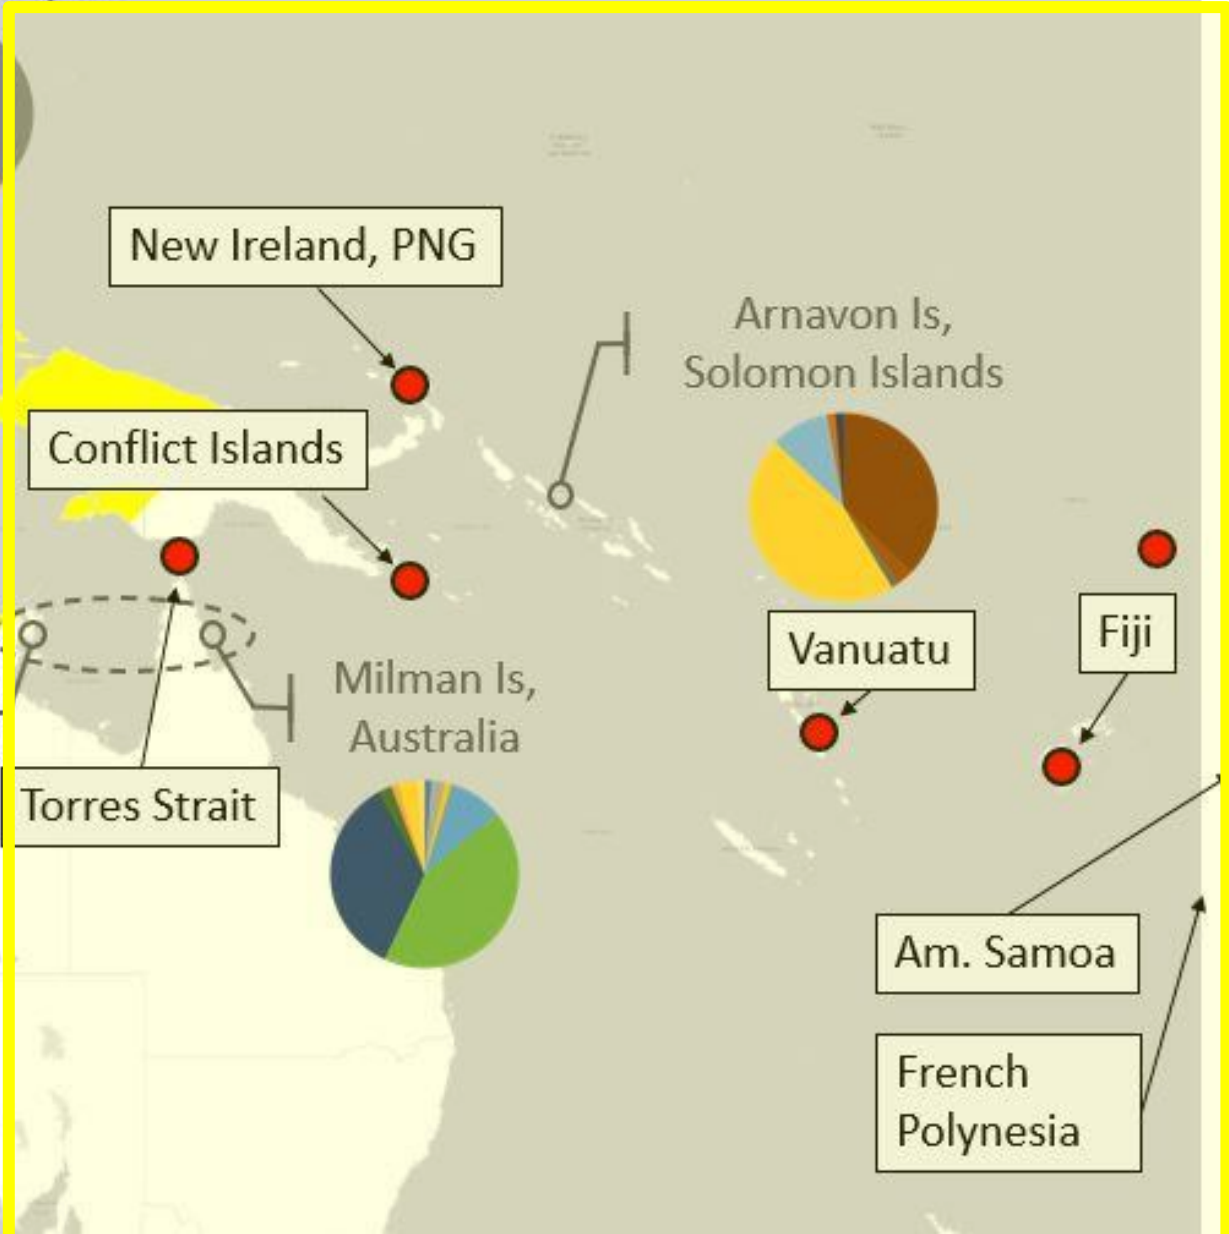 New Ireland, PNG
Arnavon Is,
Solomon Islands
Conflict Islands
Vanuatu
Fiji
Milman Is,
Australia
Torres Strait
Am. Samoa
French
Polynesia